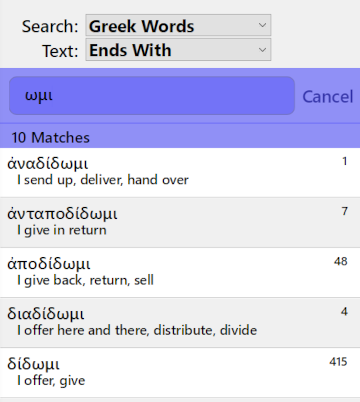 Search: Greek Words
Text: Ends With
ωμι Cancel
10 Matches
ἀναδίδωμι 1
I send up, deliver, hand over
ἀνταποδίδωμι 7
I give in return
ἀποδίδωμι 48
I give back, return, sell
διαδίδωμι 4
I offer here and there, distribute, divide
δίδωμι 415
I offer, give